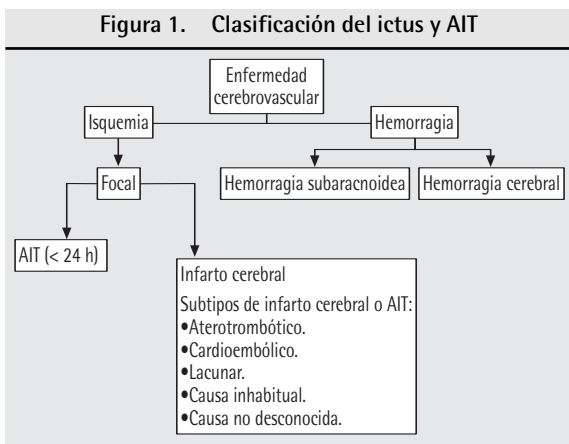 Figura 1. Clasificación del ictus y AIT
Enfermedad
cerebrovascular
Isquemia
Hemorragia
Focal
Hemorragia subaracnoidea
Hemorragia cerebral
AIT (< 24 h)
Infarto cerebral
Subtipos de infarto cerebral o AIT:
•Aterotrombótico.
•Cardioembólico.
•Lacunar.
•Causa inhabitual.
•Causa no desconocida.